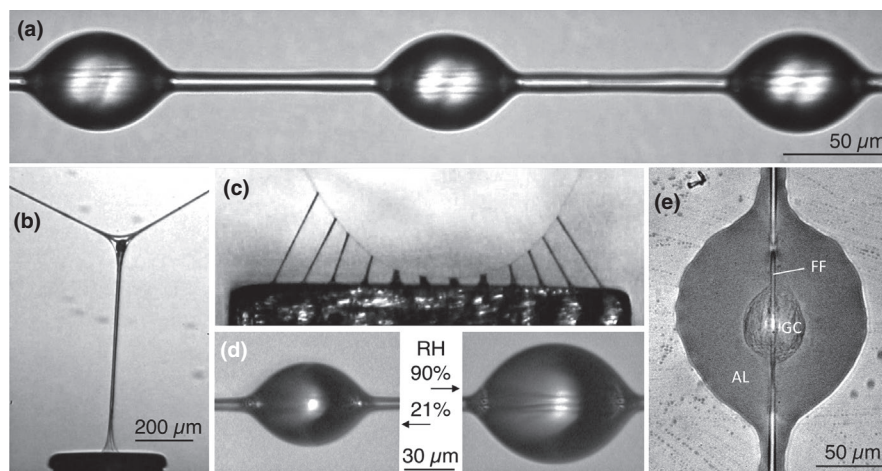 (a)
50 µm
(b)
200 µm
(c)
(d)
RH
90%
21%
30 µm
(e)
FF
GC
AL
50 µm